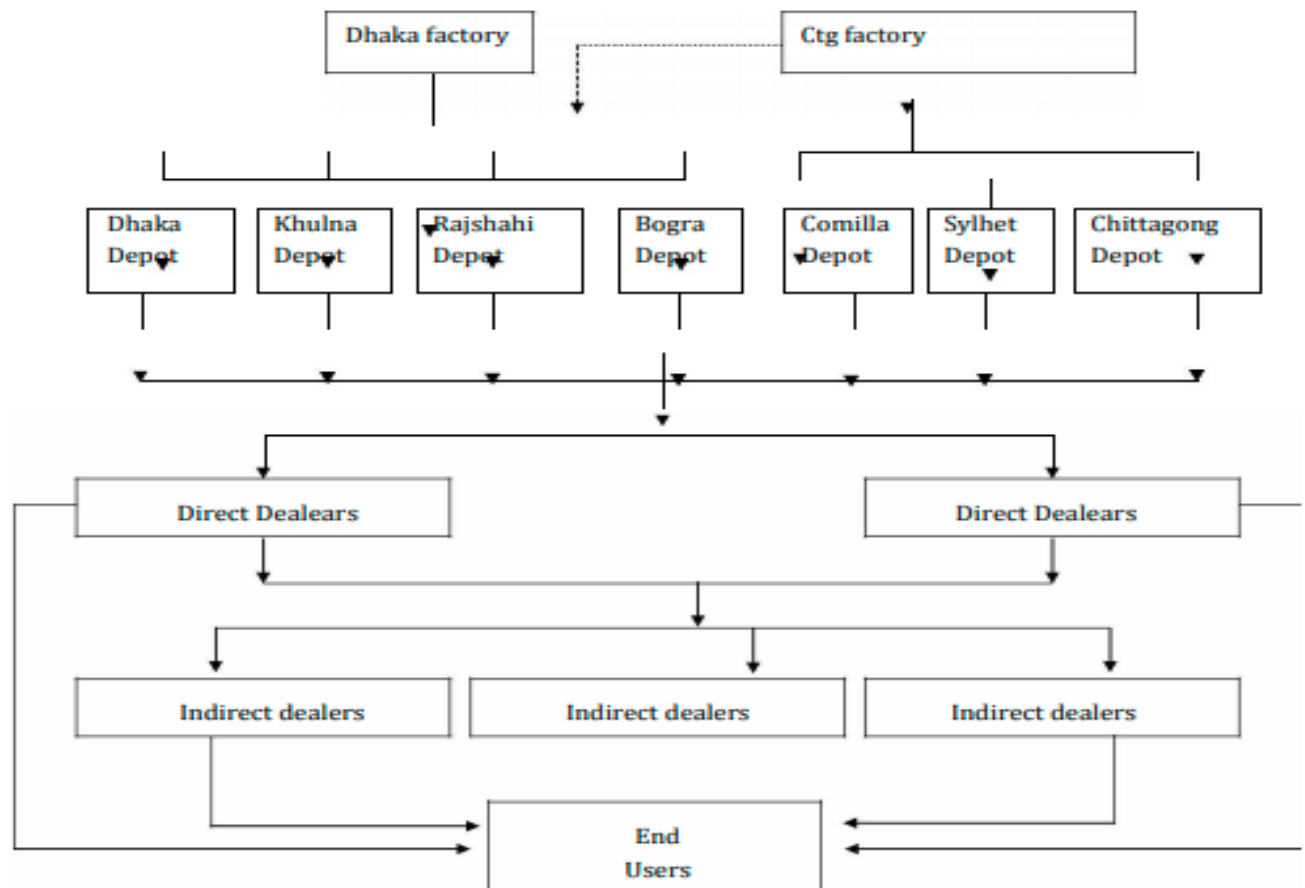 Dhaka factory
Ctg factory
Dhaka
Depot
Khulna
Depot
Rajshahi
Depot
Bogra
Depot
Comilla
Depot
Sylhet
Depot
Chittagong
Depot
Direct Dealears
Direct Dealears
Indirect dealers
Indirect dealers
Indirect dealers
End
Users